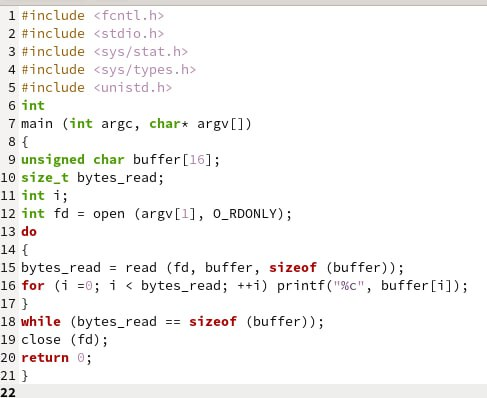 1 #include <fcntl.h>
2 #include <stdio.h>
3 #include <sys/stat.h>
4 #include <sys/types.h>
5 #include <unistd.h>
6 int
7 main (int argc, char* argv[])
8 {
9 unsigned char buffer[16];
10 size_t bytes_read;
11 int i;
12 int fd = open (argv[1], O_RDONLY);
13 do
14 {
15 bytes_read = read (fd, buffer, sizeof (buffer));
16 for (i =0; i < bytes_read; ++i) printf("%c", buffer[i]);
17 }
18 while (bytes_read == sizeof (buffer));
19 close (fd);
20 return 0;
21 }
22